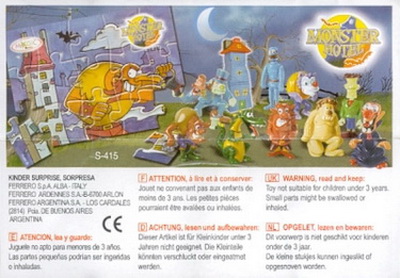 MONSTER
HOTEL
MONSTER
HOTEL
S-415
KINDER SURPRISE, SORPRESA
FERRERO S.p.A. ALBA - ITALY
FERRERO ARDENNES S.A.-B-6700 ARLON
FERRERO ARGENTINA S.A. - LOS CARDALES
(2814) Pcia. DE BUENOS AIRES
ARGENTINA
CE
E ATENCION, lea y guarde:
Juguete no apto para menores de 3 años.
Las partes pequeñas podrían ser ingeridas
o inhaladas.
F ATTENTION, à lire et à conserver:
Jouet ne convenant pas aux enfants de
moins de 3 ans. Les petites pièces
pourraient être avalées ou inhalées.
D ACHTUNG, lesen und aufbewahren:
Dieser Artikel ist für Kleinkinder unter 3
Jahren nicht geeignet. Die Kleinteile
könnten verschluckt oder eingeatmet
werden.
UK WARNING, read and keep:
Toy not suitable for children under 3 years.
Small parts might be swallowed or
inhaled.
NL OPGELET, lezen en bewaren:
Dit voorwerp is niet geschikt voor kinderen
onder de 3 jaar.
De kleine stukjes kunnen ingeslikt of
opgesnoven worden.